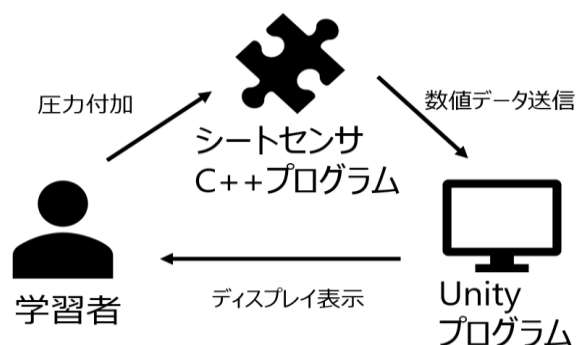 圧力付加
数値データ送信
シートセンサ
C++プログラム
学習者
ディスプレイ表示
Unity
プログラム